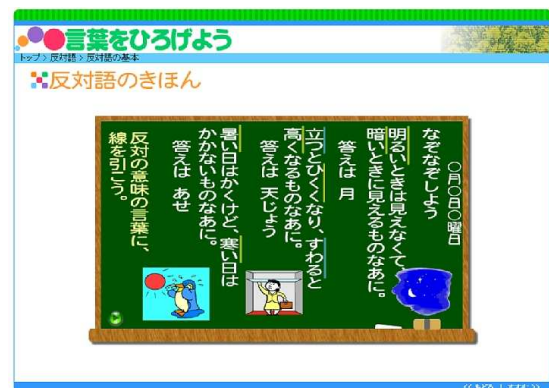 言葉をひろげよう
トップ > 反対語 > 反対語の基本
反対語のきほん
○月○日○曜日
なぞなぞしよう
明るいときは見えなくて、
暗いときに見えるものなあに。
答えは 月
立つとひくくなり、すわると
高くなるものなあに。
答えは 天じょう
暑い日はかくけど、寒い日は
かかないものなあに。
答えは あせ
反対の意味の言葉に、
線を引こう。